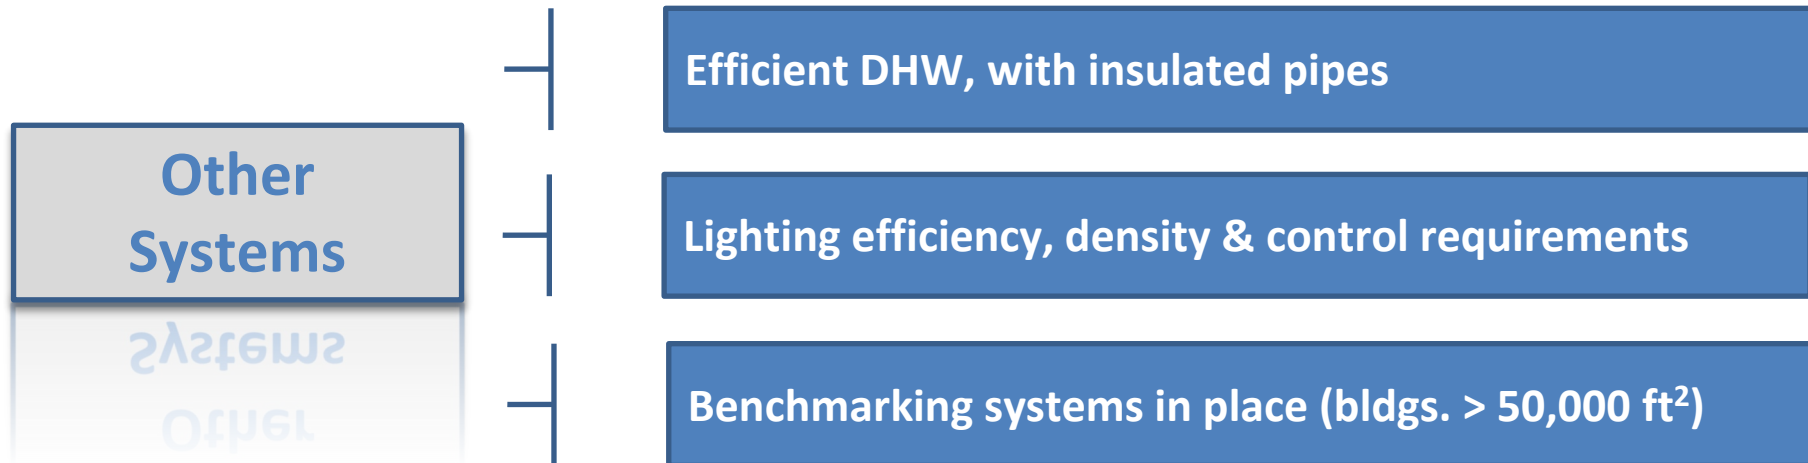 Other
Systems
Efficient DHW, with insulated pipes
Lighting efficiency, density & control requirements
Benchmarking systems in place (bldgs. > 50,000 ft²)